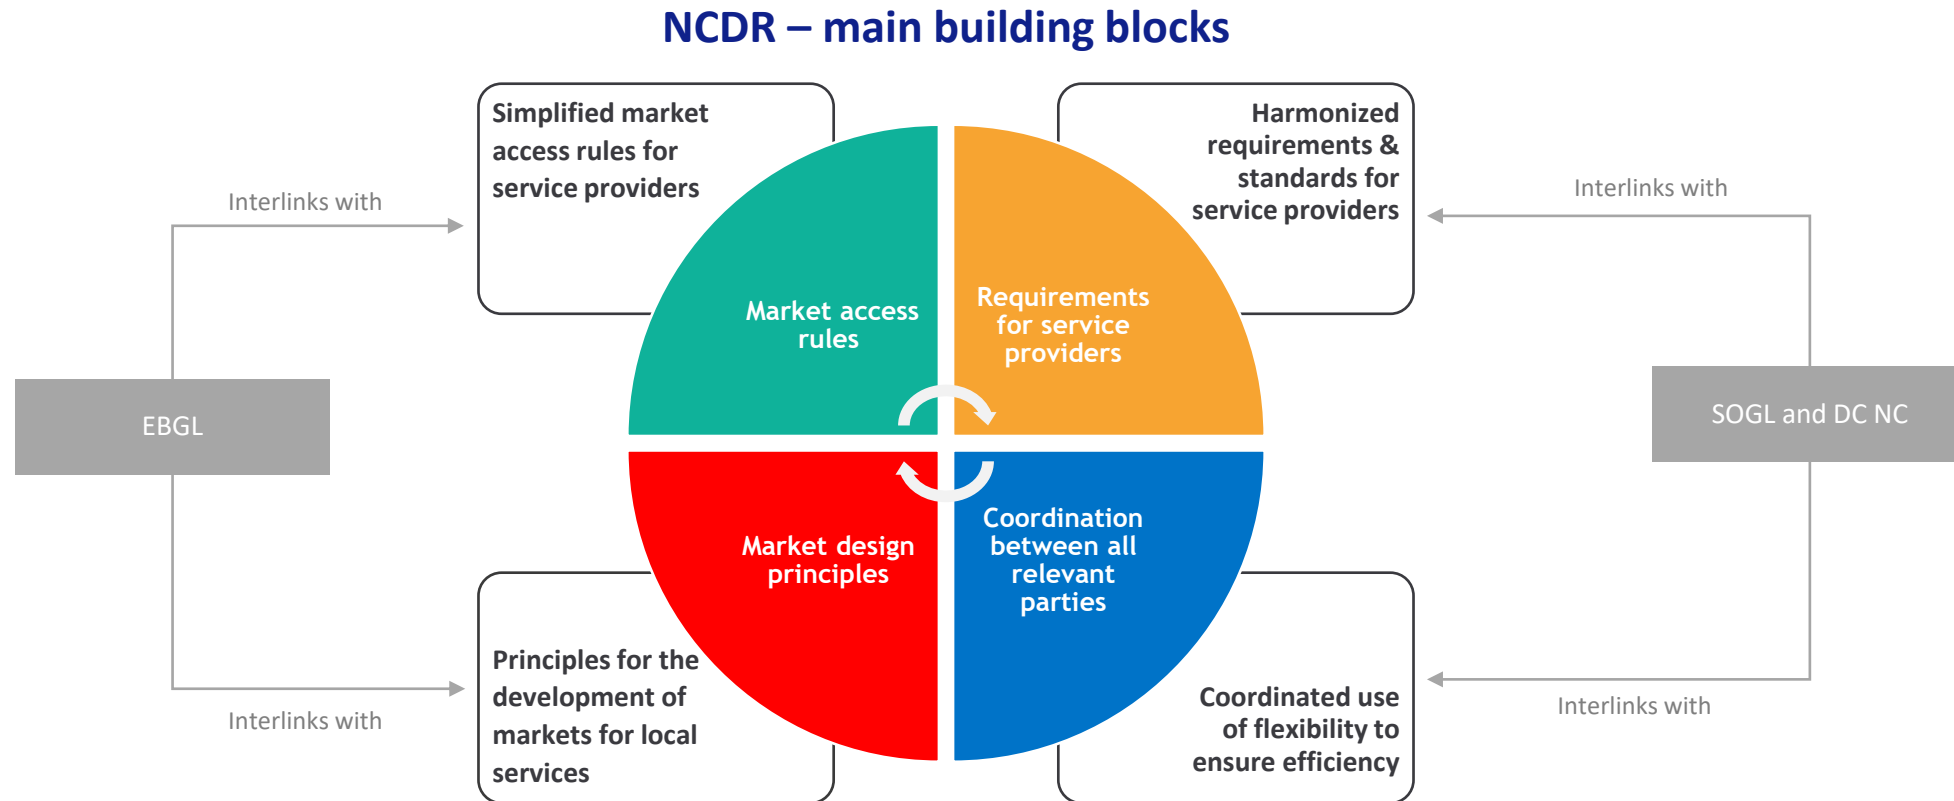 NCDR – main building blocks
Simplified market
access rules for
service providers
Harmonized
requirements &
standards for
service providers
Interlinks with
Interlinks with
Market access
rules
Requirements
for service
providers
EBGL
SOGL and DC NC
Market design
principles
Coordination
between all
relevant
parties
Principles for the
development of
markets for local
services
Coordinated use
of flexibility to
ensure efficiency
Interlinks with
Interlinks with